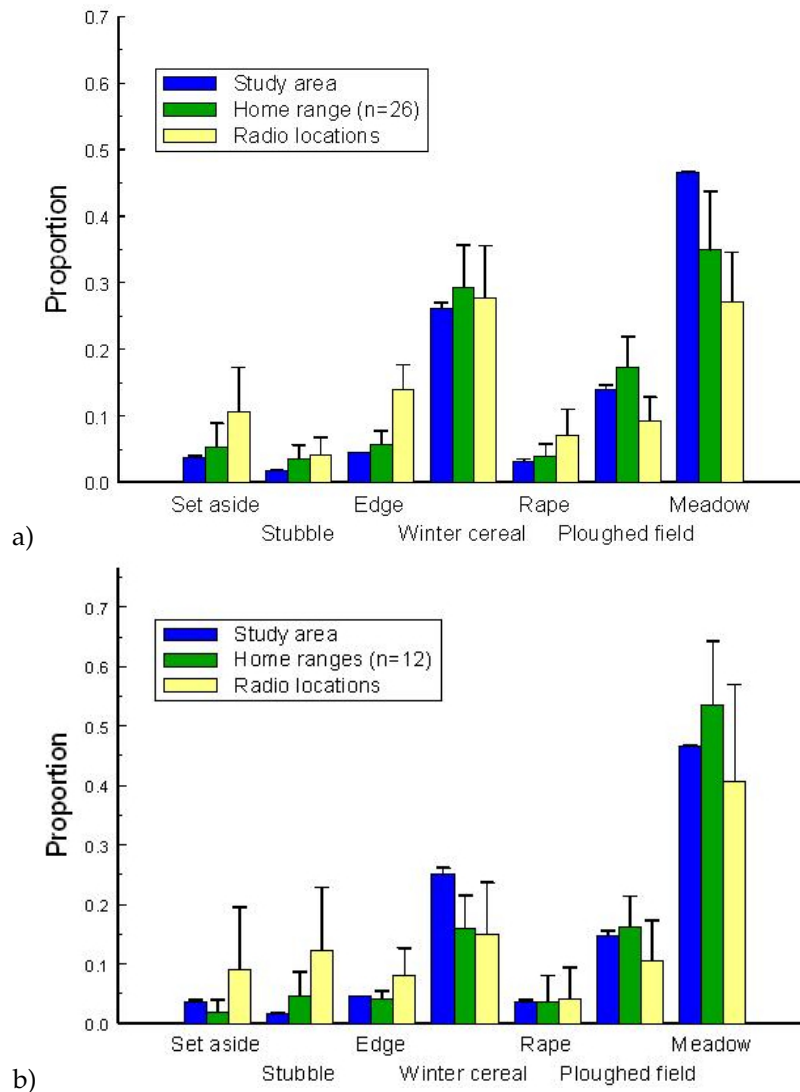 0.7
0.6
0.5
0.4
0.3
0.2
0.1
0.0
Proportion
Study area
Home range (n=26)
Radio locations
Set aside
Edge
Rape
Meadow
Stubble
Winter cereal
Ploughed field
a)
0.7
0.6
0.5
0.4
0.3
0.2
0.1
0.0
Proportion
Study area
Home ranges (n=12)
Radio locations
Set aside
Edge
Rape
Meadow
Stubble
Winter cereal
Ploughed field
b)